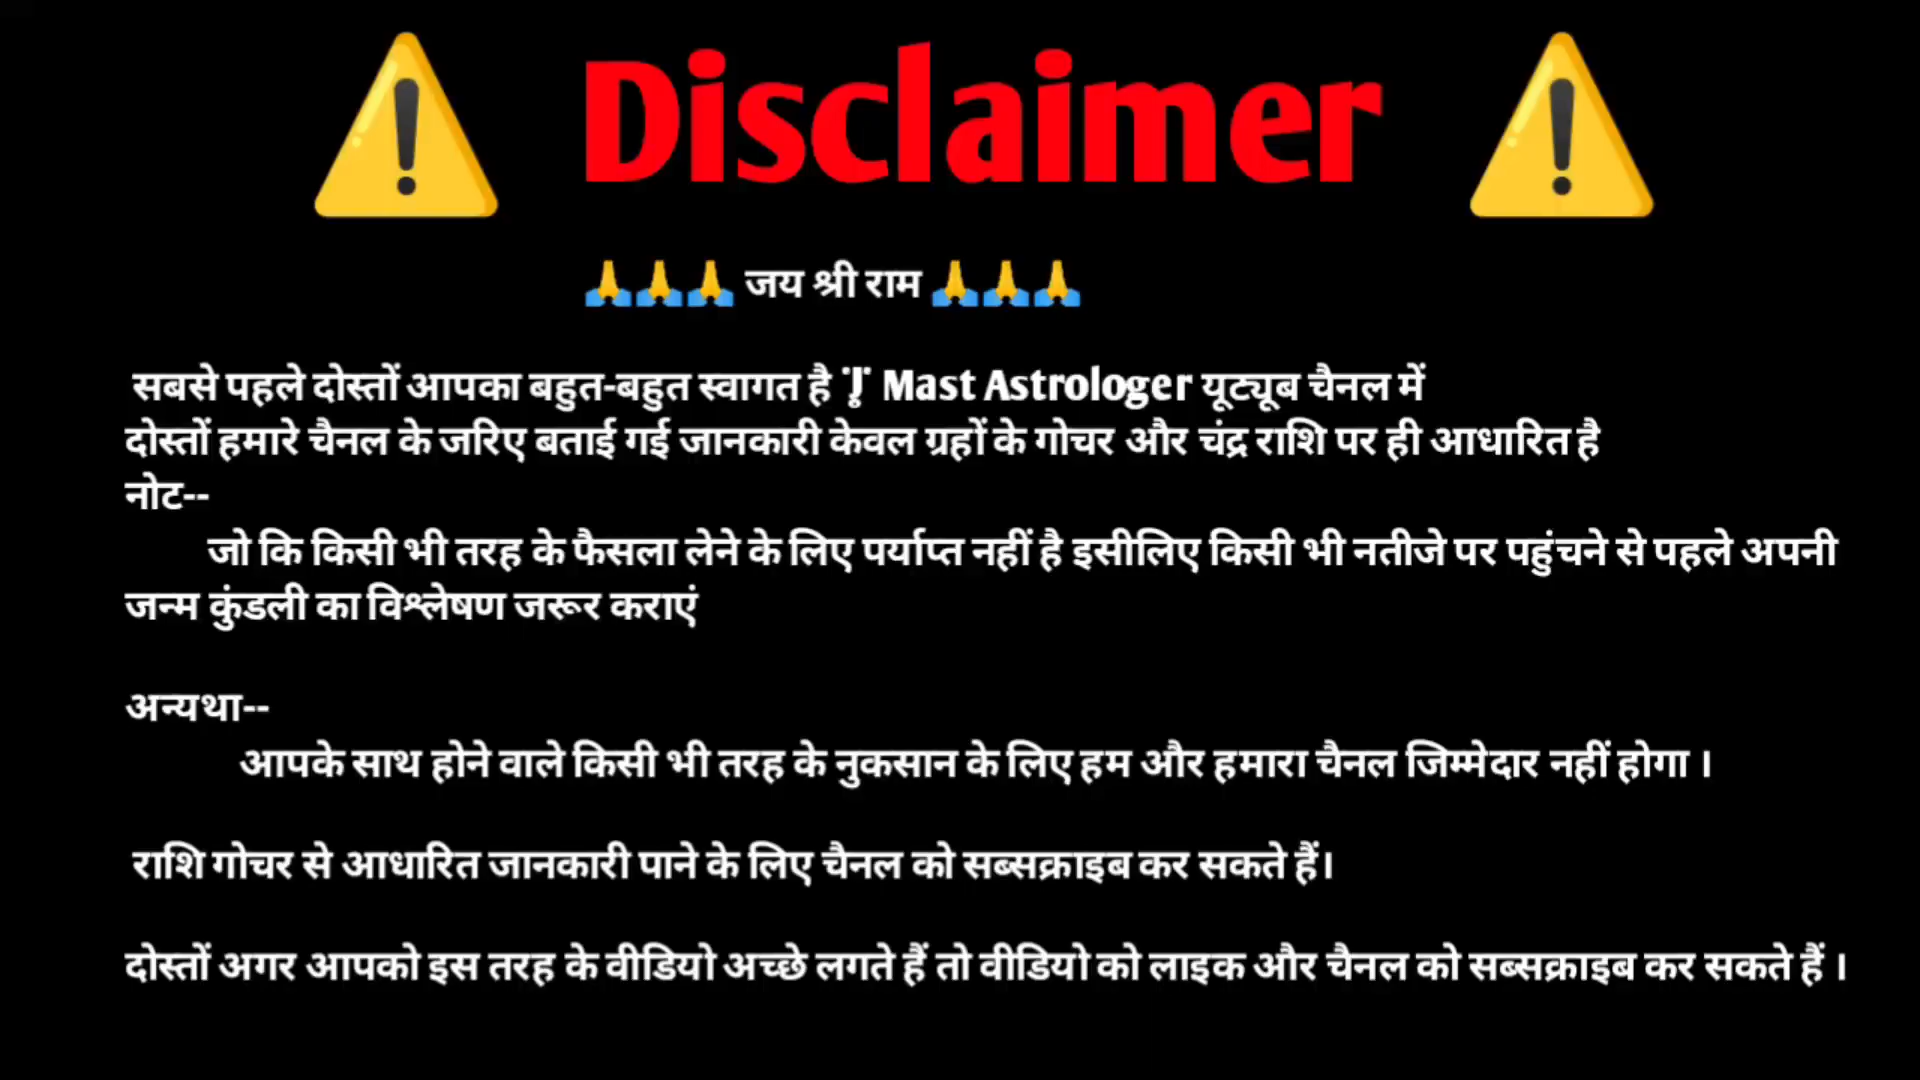 ⚠️ Disclaimer ⚠️
🙏🙏🙏 जय श्री राम 🙏🙏🙏
सबसे पहले दोस्तों आपका बहुत-बहुत स्वागत है Mast Astrologer यूट्यूब चैनल में
दोस्तों हमारे चैनल के जरिए बताई गई जानकारी केवल ग्रहों के गोचर और चंद्र राशि पर ही आधारित है
नोट--
जो कि किसी भी तरह के फैसला लेने के लिए पर्याप्त नहीं है इसीलिए किसी भी नतीजे पर पहुंचने से पहले अपनी
जन्म कुंडली का विश्लेषण जरूर कराएं
अन्यथा--
आपके साथ होने वाले किसी भी तरह के नुकसान के लिए हम और हमारा चैनल जिम्मेदार नहीं होगा ।
राशि गोचर से आधारित जानकारी पाने के लिए चैनल को सब्सक्राइब कर सकते हैं।
दोस्तों अगर आपको इस तरह के वीडियो अच्छे लगते हैं तो वीडियो को लाइक और चैनल को सब्सक्राइब कर सकते हैं ।